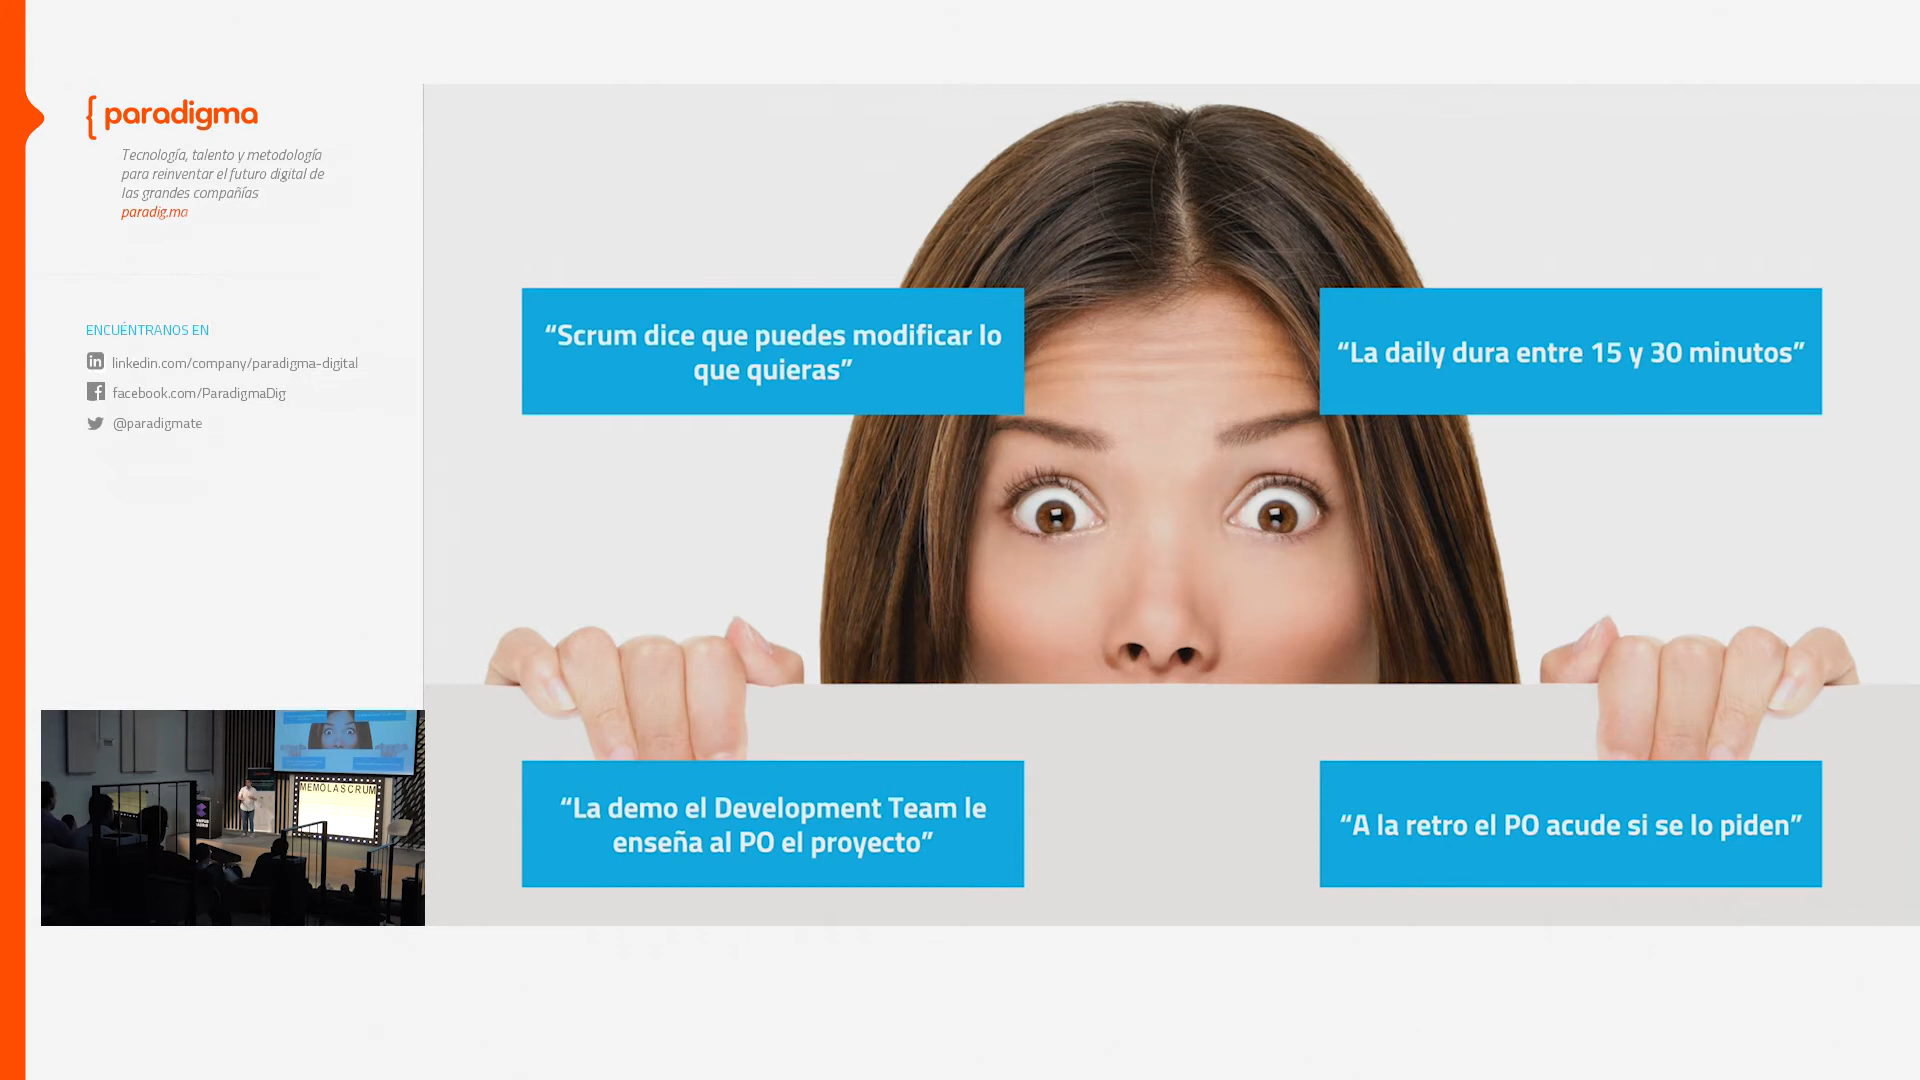 { paradigma
Tecnología, talento y metodología
para reinventar el futuro digital de
las grandes compañías
paradig.ma
ENCUÉNTRANOS EN
linkedin.com/company/paradigma-digital
facebook.com/ParadigmaDig
@paradigmate
“Scrum dice que puedes modificar lo
que quieras”
“La daily dura entre 15 y 30 minutos”
“La demo el Development Team le
enseña al PO el proyecto”
“A la retro el PO acude si se lo piden”
MEMOLASCRUM